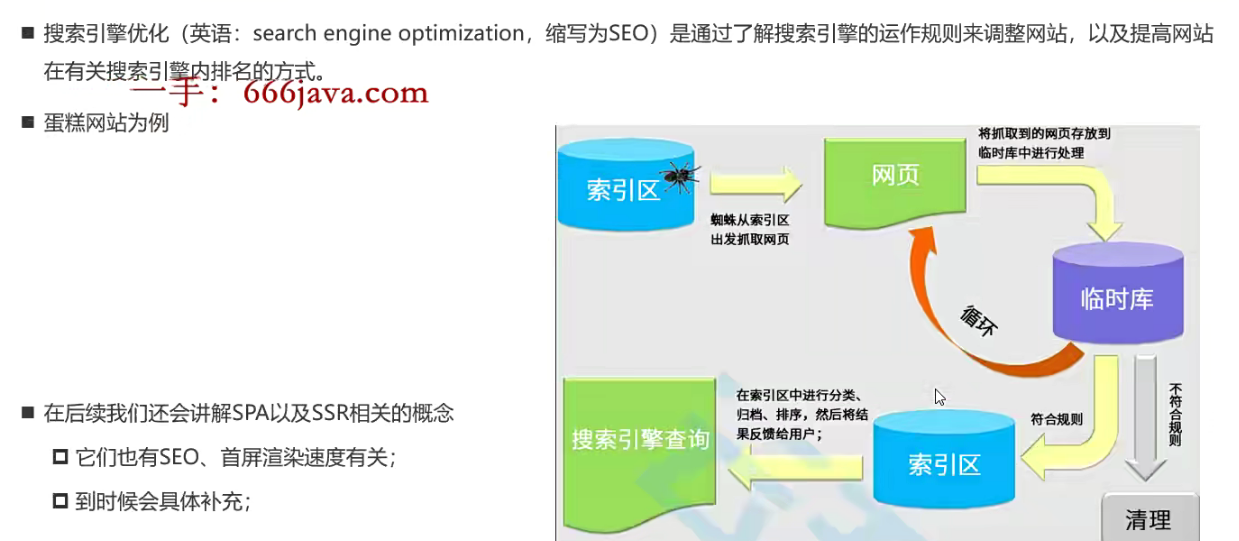 搜索引擎优化（英语：search engine optimization，缩写为SEO）是通过了解搜索引擎的运作规则来调整网站，以及提高网站
在有关搜索引擎内排名的方式。
一手：666java.com
蛋糕网站为例
将抓取到的网页存放到
临时库中进行处理
索引区
网页
蜘蛛从索引区
出发抓取网页
临时库
循环
在后续我们还会讲解SPA以及SSR相关的概念
它们也有SEO、首屏渲染速度有关；
到时候会具体补充；
搜索引擎查询
在索引区中进行分类、
归档、排序，然后将结
果反馈给用户；
索引区
符合规则
不符合规则
清理